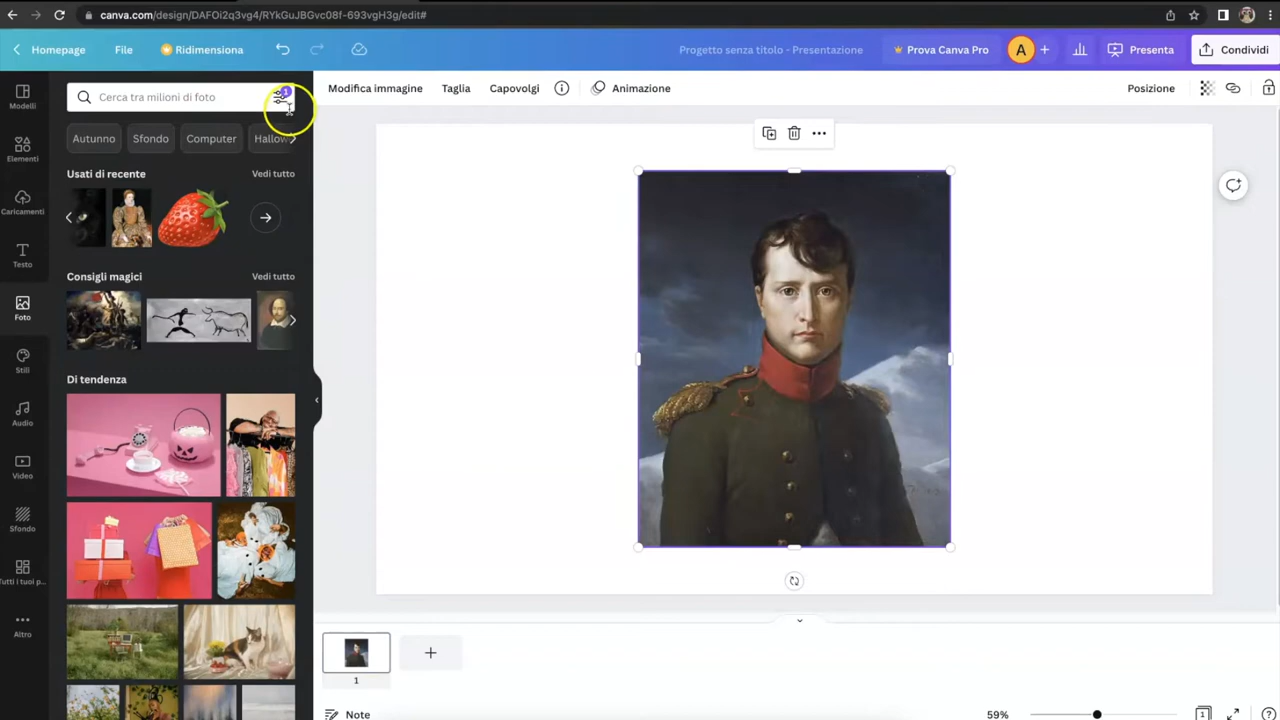 canva.com/design/DAFOi2q3vg4/RYkGuJBGvc08f-693vgH3g/edit#
Homepage File Ridimensiona Progetto senza titolo - Presentazione Prova Canva Pro A Presenta Condividi
Modelli
Elementi
Caricamenti
Testo
Foto
Stili
Audio
Video
Sfondo
Tutti i tuoi p...
Altro
Cerca tra milioni di foto 1
Autunno Sfondo Computer Hallow
Usati di recente Vedi tutto
Consigli magici Vedi tutto
Di tendenza
Modifica immagine Taglia Capovolgi Animazione Posizione
1
Note 59% 1